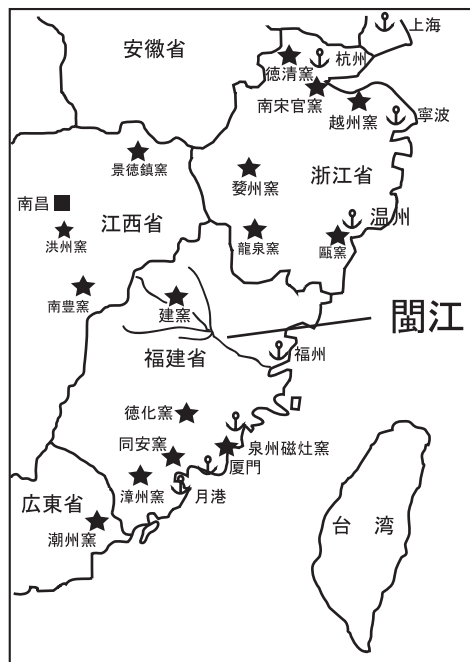 上海
安徽省
杭州
徳清窯
南宋官窯
越州窯
寧波
景徳鎮窯
婺州窯
浙江省
南昌
江西省
洪州窯
温州
龍泉窯
甌窯
南豊窯
建窯
閩江
福建省
福州
徳化窯
同安窯
泉州磁灶窯
厦門
漳州窯
月港
広東省
潮州窯
台 湾